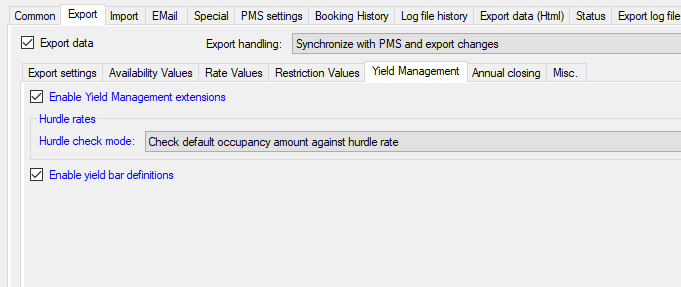 Common Export Import EMail Special PMS settings Booking History Log file history Export data (Html) Status Export log file
Export data Export handling: Synchronize with PMS and export changes
Export settings Availability Values Rate Values Restriction Values Yield Management Annual closing Misc.
Enable Yield Management extensions
Hurdle rates
Hurdle check mode: Check default occupancy amount against hurdle rate
Enable yield bar definitions